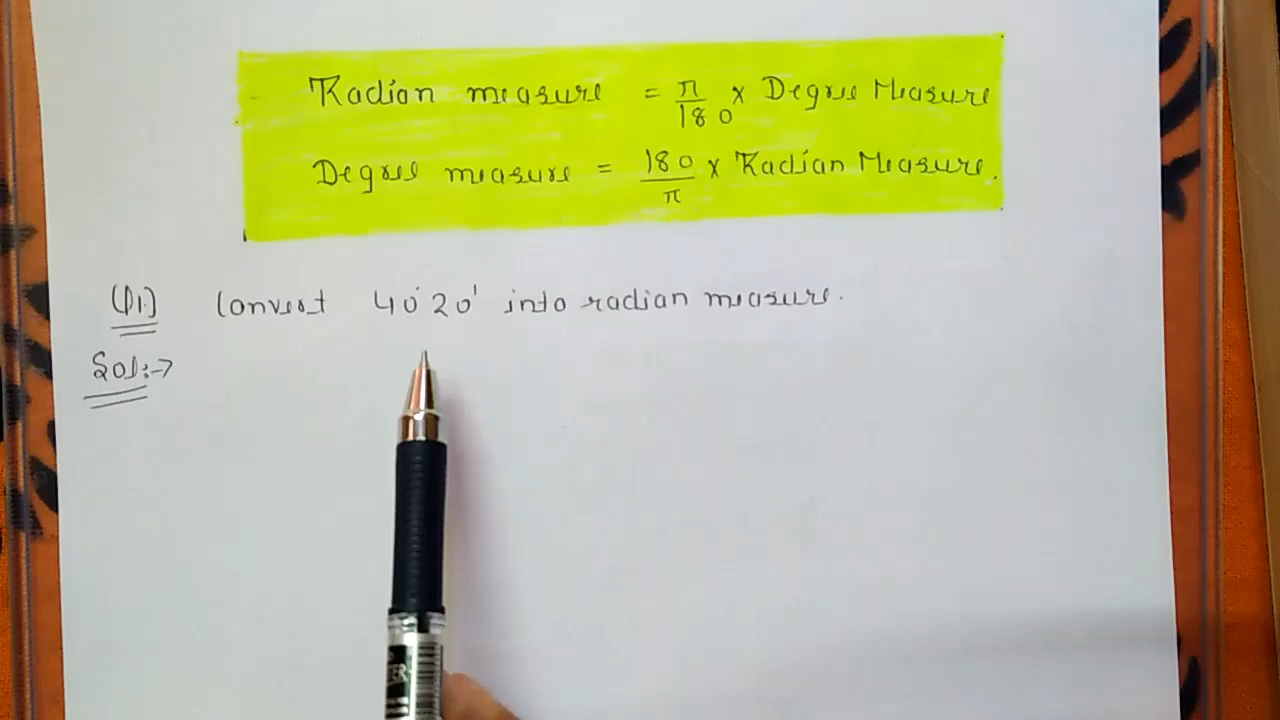 Radian measure = π/180 × Degree Measure
Degree measure = 180/π × Radian Measure.
Q1.) Convert 40°20' into radian measure.
Sol:→